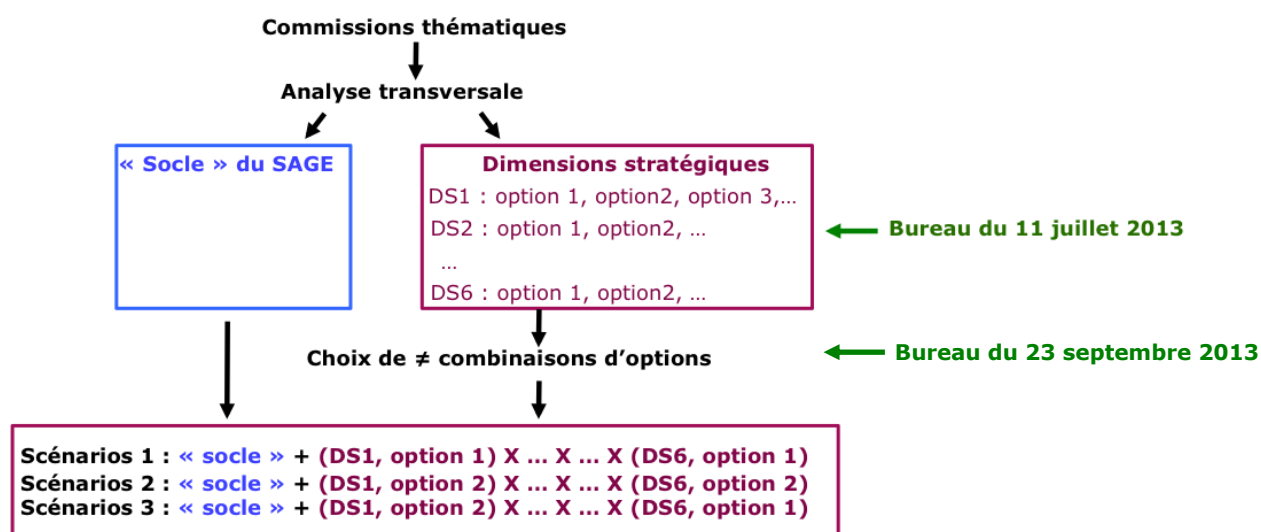 Commissions thématiques
Analyse transversale
« Socle » du SAGE
Dimensions stratégiques
DS1 : option 1, option2, option 3,…
DS2 : option 1, option2, …
…
DS6 : option 1, option2, …
Bureau du 11 juillet 2013
Choix de ≠ combinaisons d’options
Bureau du 23 septembre 2013
Scénarios 1 : « socle » + (DS1, option 1) X … X … X (DS6, option 1)
Scénarios 2 : « socle » + (DS1, option 2) X … X … X (DS6, option 2)
Scénarios 3 : « socle » + (DS1, option 2) X … X … X (DS6, option 1)